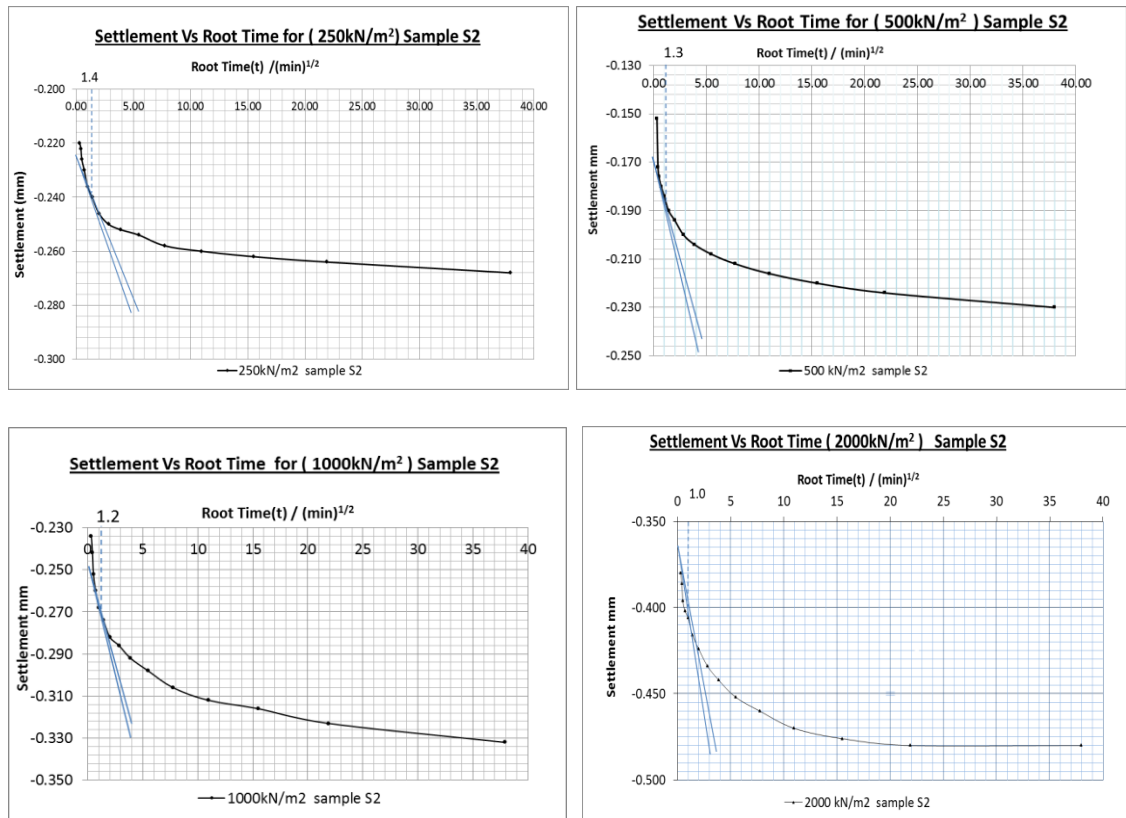 Settlement Vs Root Time for ( 250kN/m²) Sample S2
Root Time(t) /(min)^1/2
1.4
0.00 5.00 10.00 15.00 20.00 25.00 30.00 35.00 40.00
-0.200
-0.220
-0.240
-0.260
-0.280
-0.300
Settlement (mm)
250kN/m2 sample S2
Settlement Vs Root Time for ( 500kN/m² ) Sample S2
Root Time(t) / (min)^1/2
1.3
0.00 5.00 10.00 15.00 20.00 25.00 30.00 35.00 40.00
-0.130
-0.150
-0.170
-0.190
-0.210
-0.230
-0.250
Settlement mm
500 kN/m2 sample S2
Settlement Vs Root Time for ( 1000kN/m² ) Sample S2
Root Time(t) / (min)^1/2
1.2
0 5 10 15 20 25 30 35 40
-0.230
-0.250
-0.270
-0.290
-0.310
-0.330
-0.350
Settlement mm
1000kN/m2 sample S2
Settlement Vs Root Time ( 2000kN/m² ) Sample S2
Root Time(t) / (min)^1/2
1.0
0 5 10 15 20 25 30 35 40
-0.350
-0.400
-0.450
-0.500
Settlement mm
2000 kN/m2 sample S2